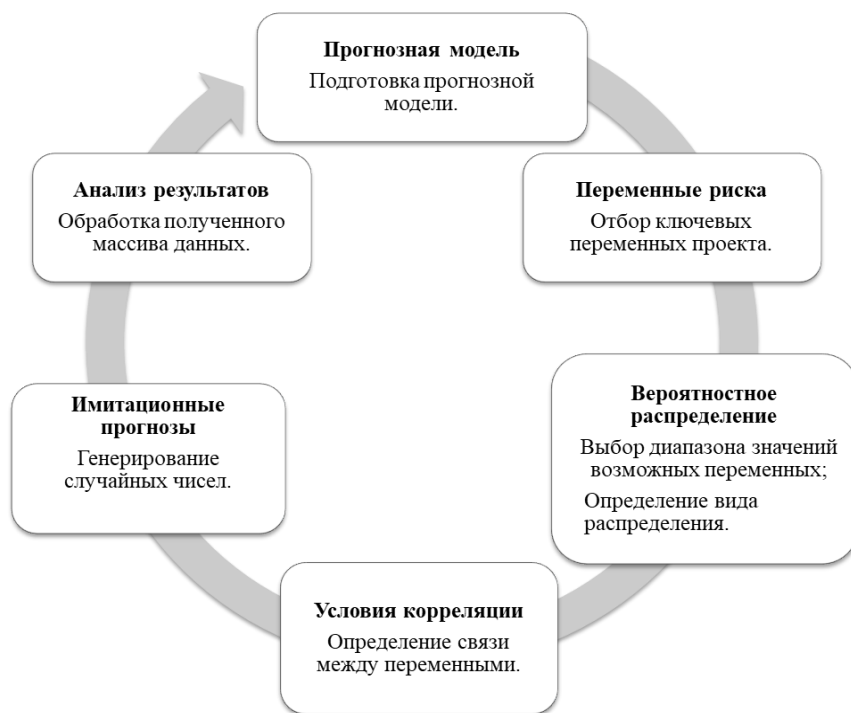 Прогнозная модель
Подготовка прогнозной
модели.
Переменные риска
Отбор ключевых
переменных проекта.
Вероятностное
распределение
Выбор диапазона значений
возможных переменных;
Определение вида
распределения.
Условия корреляции
Определение связи
между переменными.
Имитационные
прогнозы
Генерирование
случайных чисел.
Анализ результатов
Обработка полученного
массива данных.